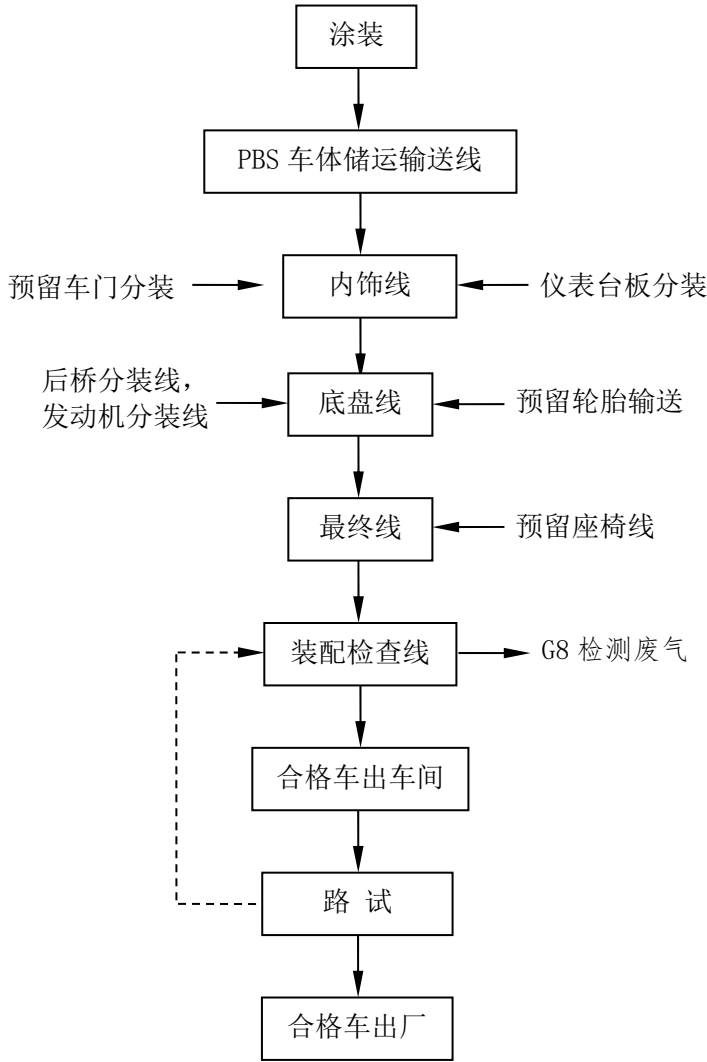 涂装
PBS 车体储运输送线
预留车门分装
内饰线
仪表台板分装
后桥分装线，
发动机分装线
底盘线
预留轮胎输送
最终线
预留座椅线
装配检查线
G8 检测废气
合格车出车间
路 试
合格车出厂